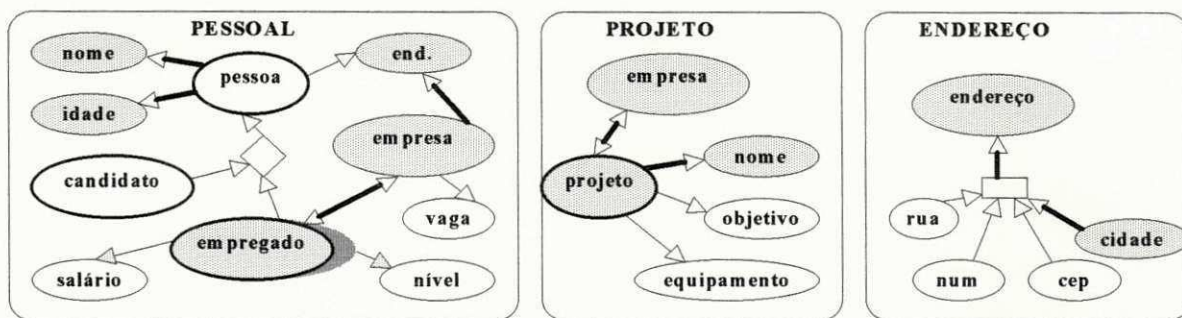 PESSOAL
nome
end.
pessoa
idade
empresa
candidato
vaga
empregado
salário
nível
PROJETO
empresa
nome
projeto
objetivo
equipamento
ENDEREÇO
endereço
rua
cidade
num
cep